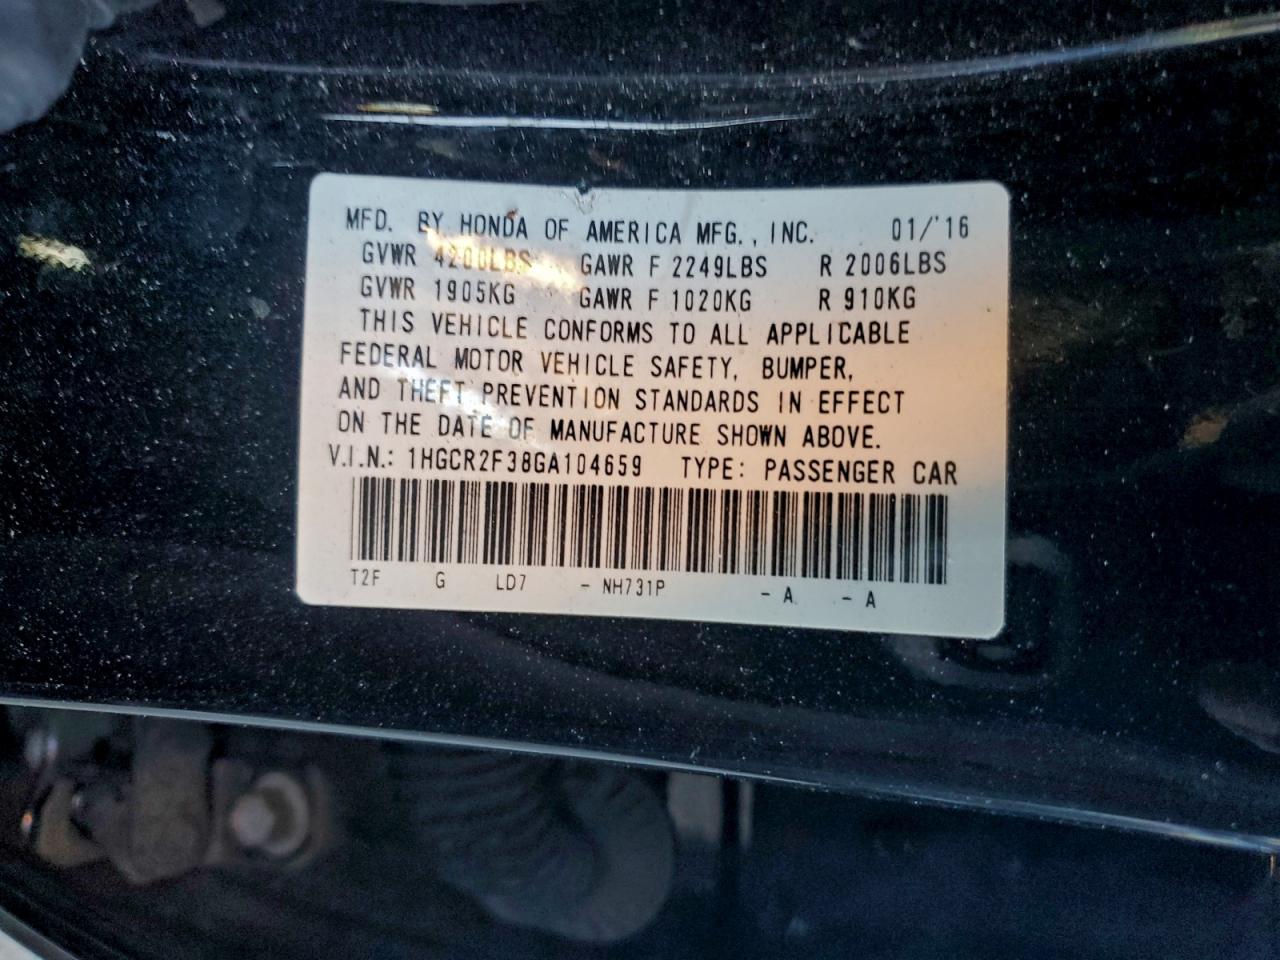 MFD. BY HONDA OF AMERICA MFG., INC. 01/'16
GVWR 4200LBS GAWR F 2249LBS R 2006LBS
GVWR 1905KG GAWR F 1020KG R 910KG
THIS VEHICLE CONFORMS TO ALL APPLICABLE
FEDERAL MOTOR VEHICLE SAFETY, BUMPER,
AND THEFT PREVENTION STANDARDS IN EFFECT
ON THE DATE OF MANUFACTURE SHOWN ABOVE.
V.I.N.: 1HGCR2F38GA104659 TYPE: PASSENGER CAR
T2F G LD7 - NH731P - A - A